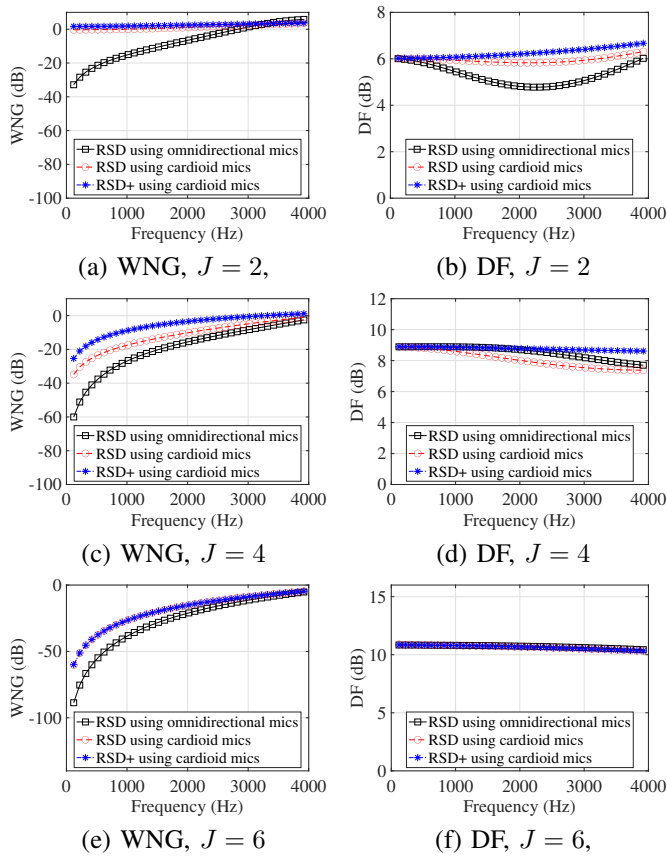 0
-20
-40
-60
-80
-100
WNG (dB)
RSD using omnidirectional mics
RSD using cardioid mics
RSD+ using cardioid mics
0 1000 2000 3000 4000
Frequency (Hz)
(a) WNG, J = 2,
8
6
4
2
0
DF (dB)
RSD using omnidirectional mics
RSD using cardioid mics
RSD+ using cardioid mics
0 1000 2000 3000 4000
Frequency (Hz)
(b) DF, J = 2
0
-20
-40
-60
-80
-100
WNG (dB)
RSD using omnidirectional mics
RSD using cardioid mics
RSD+ using cardioid mics
0 1000 2000 3000 4000
Frequency (Hz)
(c) WNG, J = 4
12
10
8
6
4
2
0
DF (dB)
RSD using omnidirectional mics
RSD using cardioid mics
RSD+ using cardioid mics
0 1000 2000 3000 4000
Frequency (Hz)
(d) DF, J = 4
0
-50
-100
WNG (dB)
RSD using omnidirectional mics
RSD using cardioid mics
RSD+ using cardioid mics
0 1000 2000 3000 4000
Frequency (Hz)
(e) WNG, J = 6
15
10
5
0
DF (dB)
RSD using omnidirectional mics
RSD using cardioid mics
RSD+ using cardioid mics
0 1000 2000 3000 4000
Frequency (Hz)
(f) DF, J = 6,